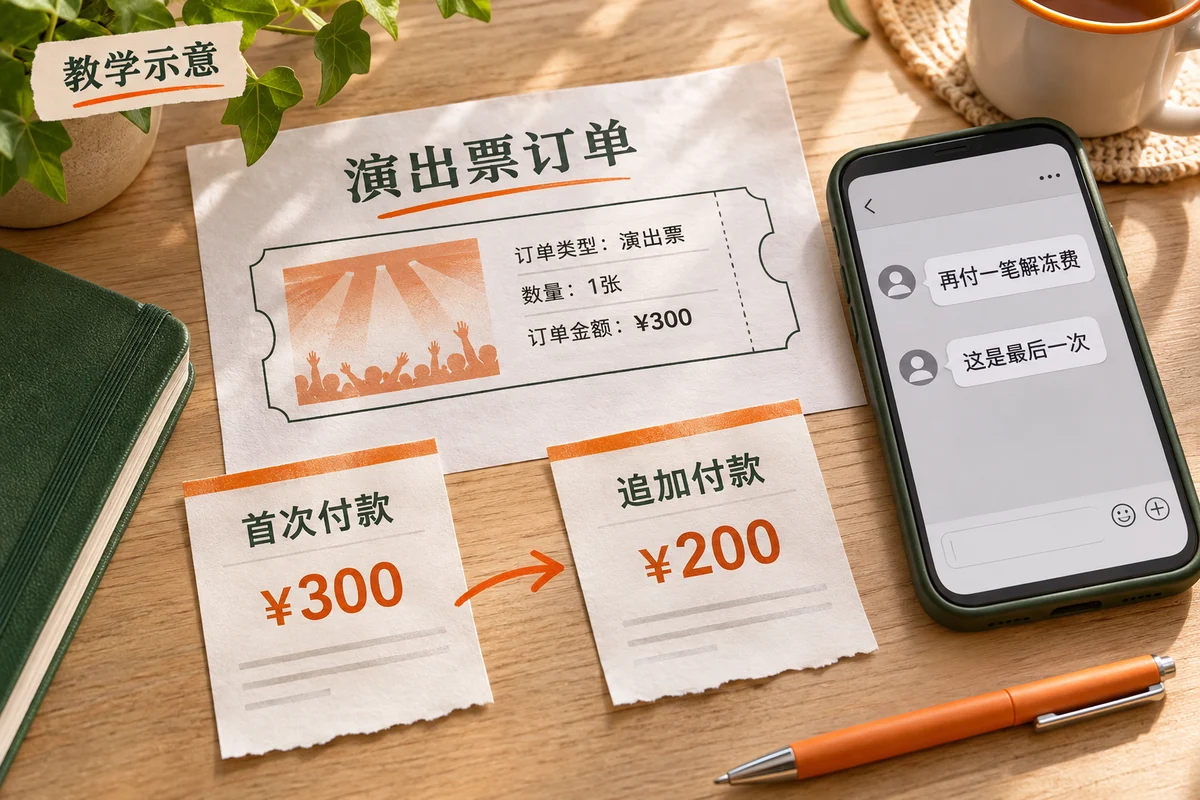 教学示意
演出票订单
订单类型：演出票
数量：1张
订单金额：¥300
再付一笔解冻费
这是最后一次
首次付款
¥300
追加付款
¥200